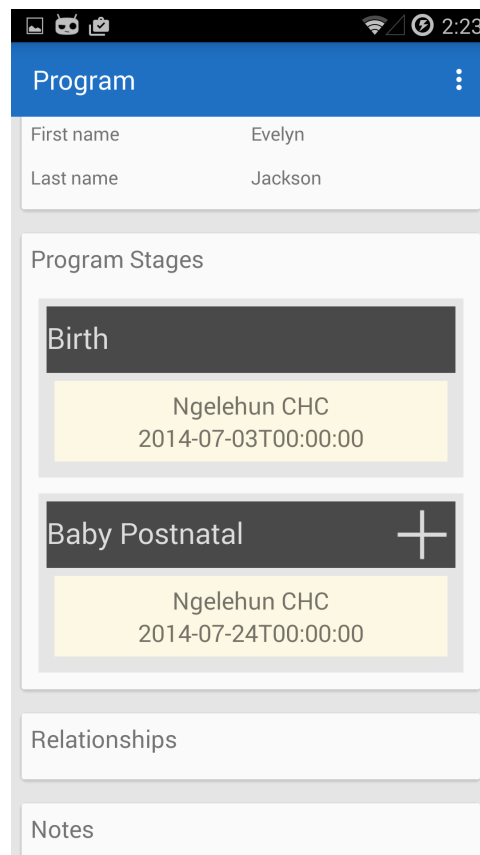 2:23
Program
First name Evelyn
Last name Jackson
Program Stages
Birth
Ngelehun CHC
2014-07-03T00:00:00
Baby Postnatal
Ngelehun CHC
2014-07-24T00:00:00
Relationships
Notes